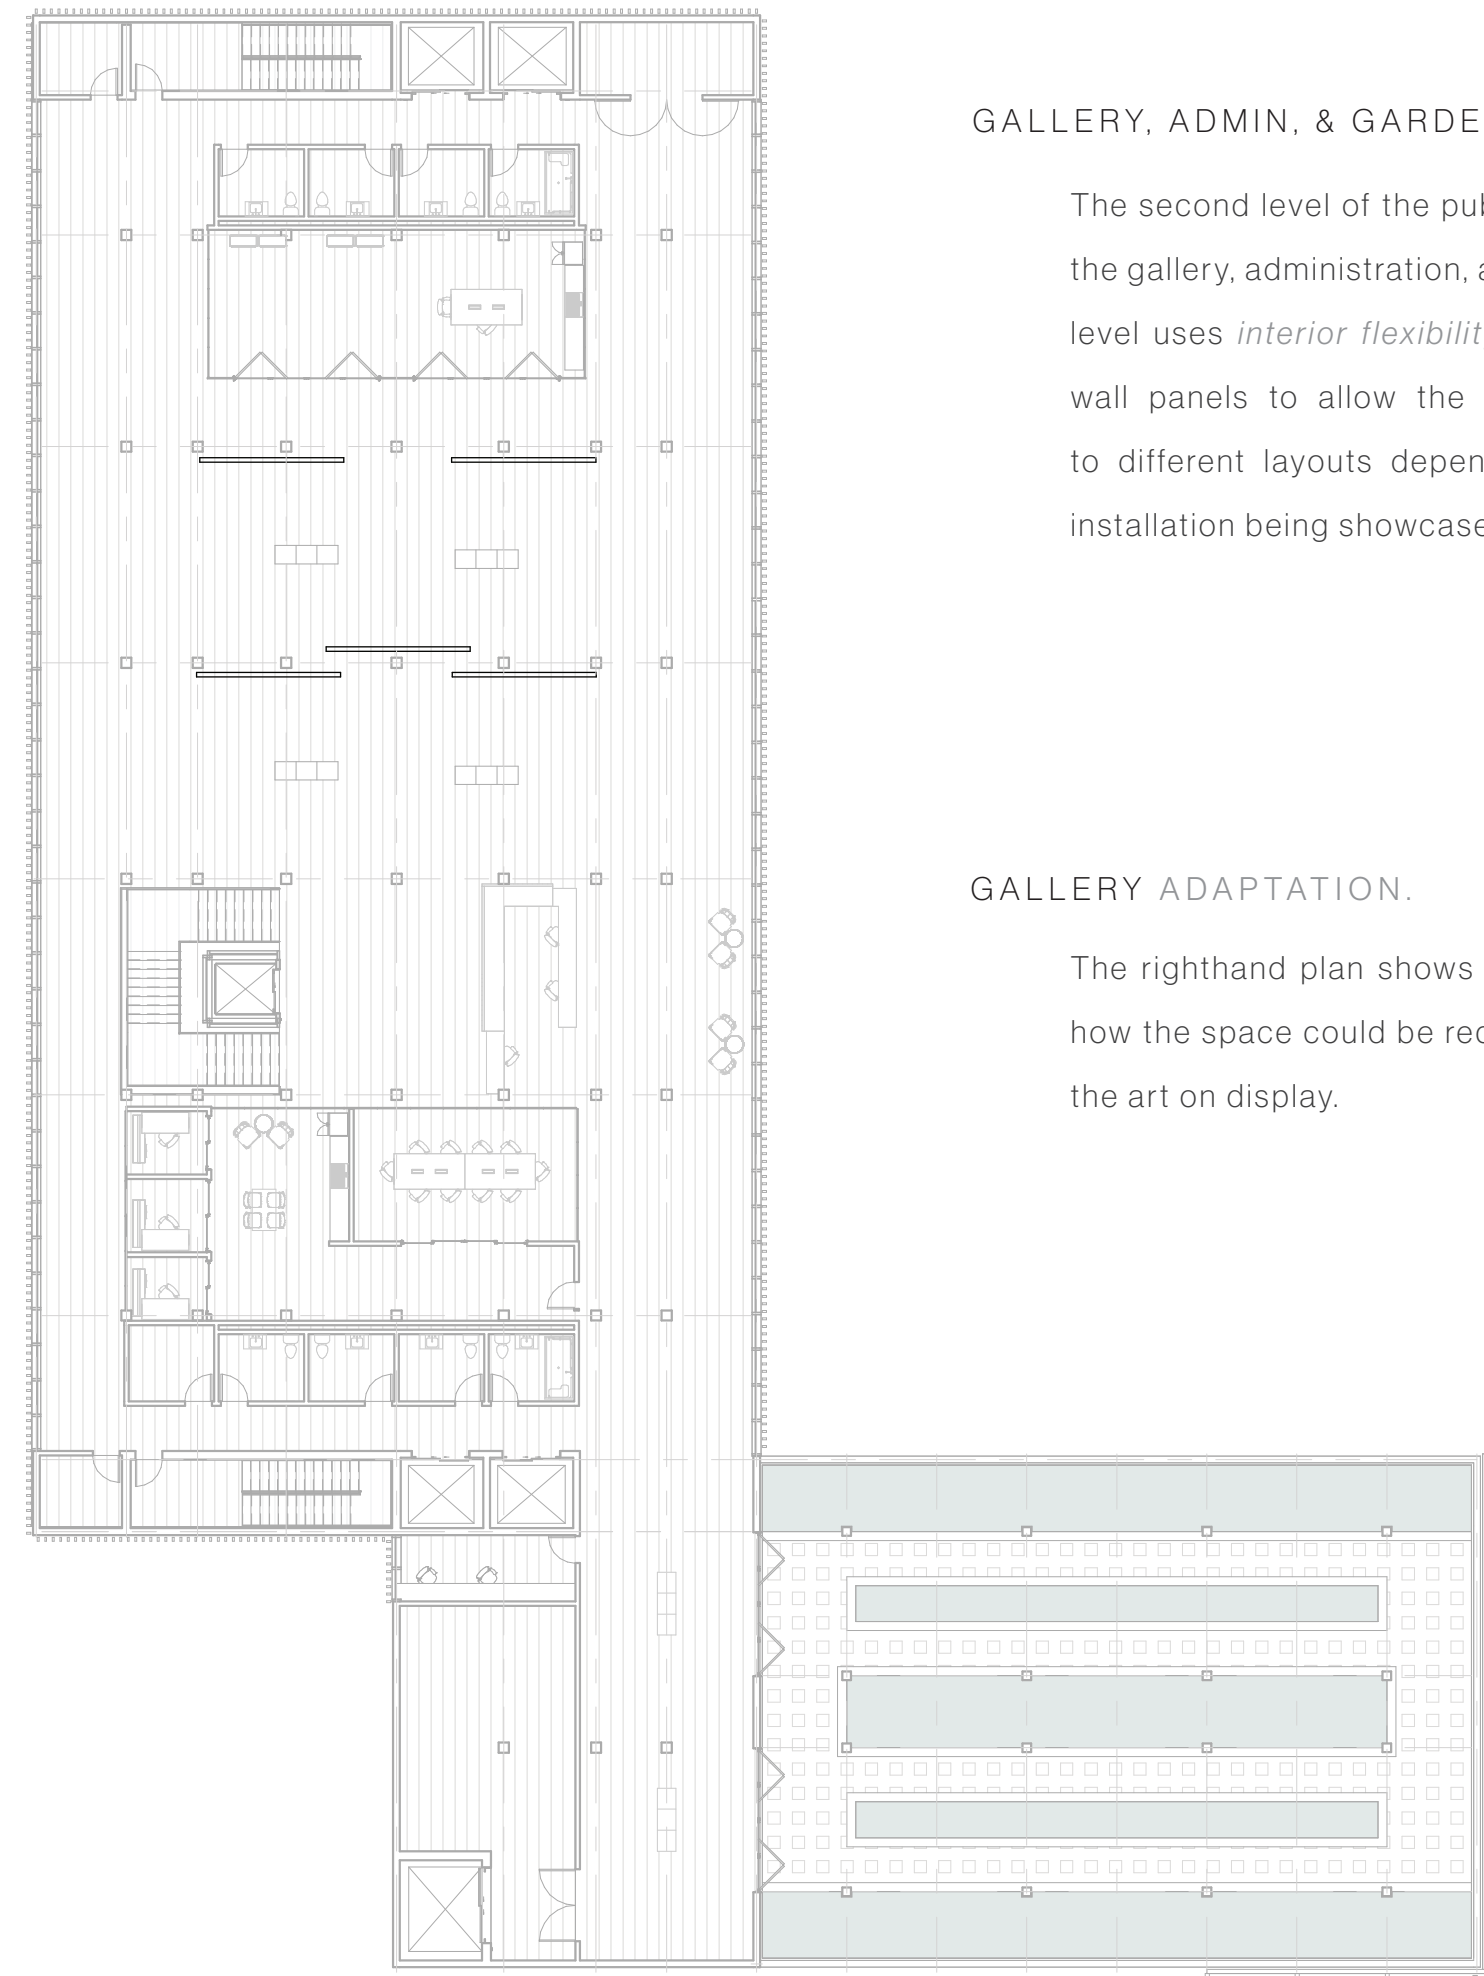 GALLERY, ADMIN, & GARDE
The second level of the pub
the gallery, administration, a
level uses interior flexibilit
wall panels to allow the
to different layouts depen
installation being showcase
GALLERY ADAPTATION.
The righthand plan shows
how the space could be rec
the art on display.